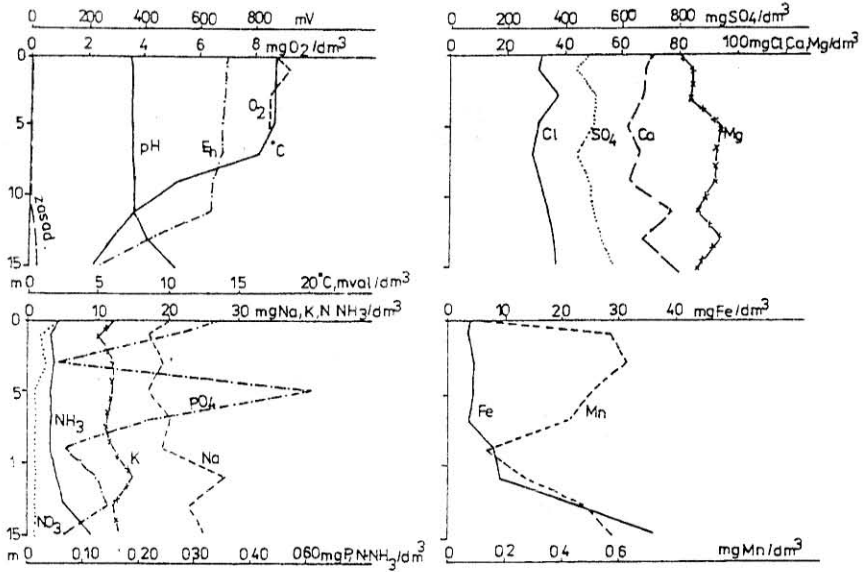 0 200 400 600 800 mV
0 2 4 6 8 mgO2/dm3
0
5
10
15
m
pH
Eh
O2
°C
zasad.
0 5 10 15 20°C,mval/dm3
0 200 400 600 800 mgSO4/dm3
0 20 40 60 80 100mgCl,Ca,Mg/dm3
Cl
SO4
Ca
Mg
0 10 20 30 mgNa,K,N NH3/dm3
0
5
1
15
m
NH3
PO4
K
Na
NO3
0 0,10 0,20 0,30 0,40 0,60 mgP,N-NH3/dm3
0 10 20 30 40 mgFe/dm3
Fe
Mn
0 0.2 0.4 0.6 mgMn/dm3